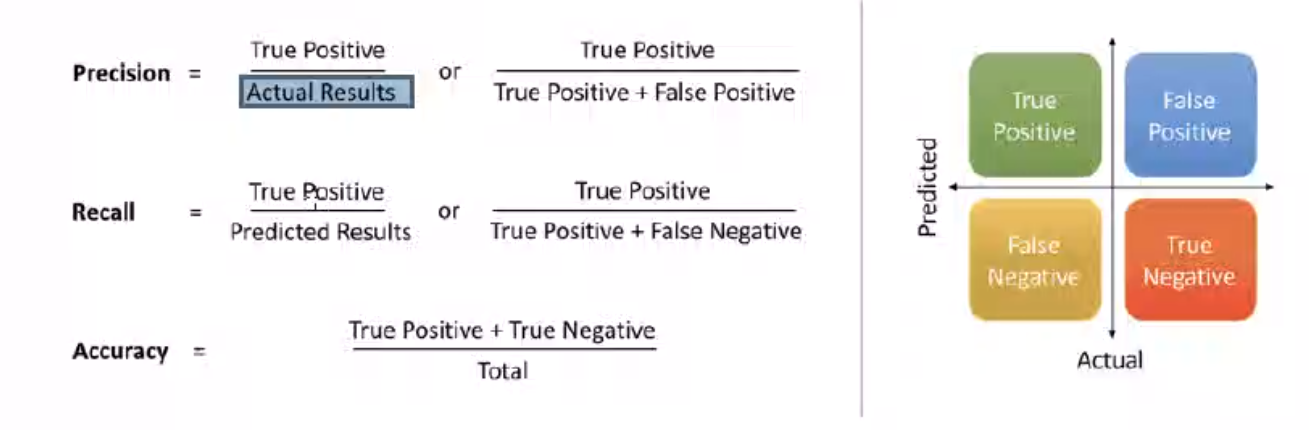 Precision = True Positive
Actual Results
or
True Positive
True Positive + False Positive
Recall = True Positive
Predicted Results
or
True Positive
True Positive + False Negative
Accuracy = True Positive + True Negative
Total
Predicted
True
Positive
False
Positive
False
Negative
True
Negative
Actual